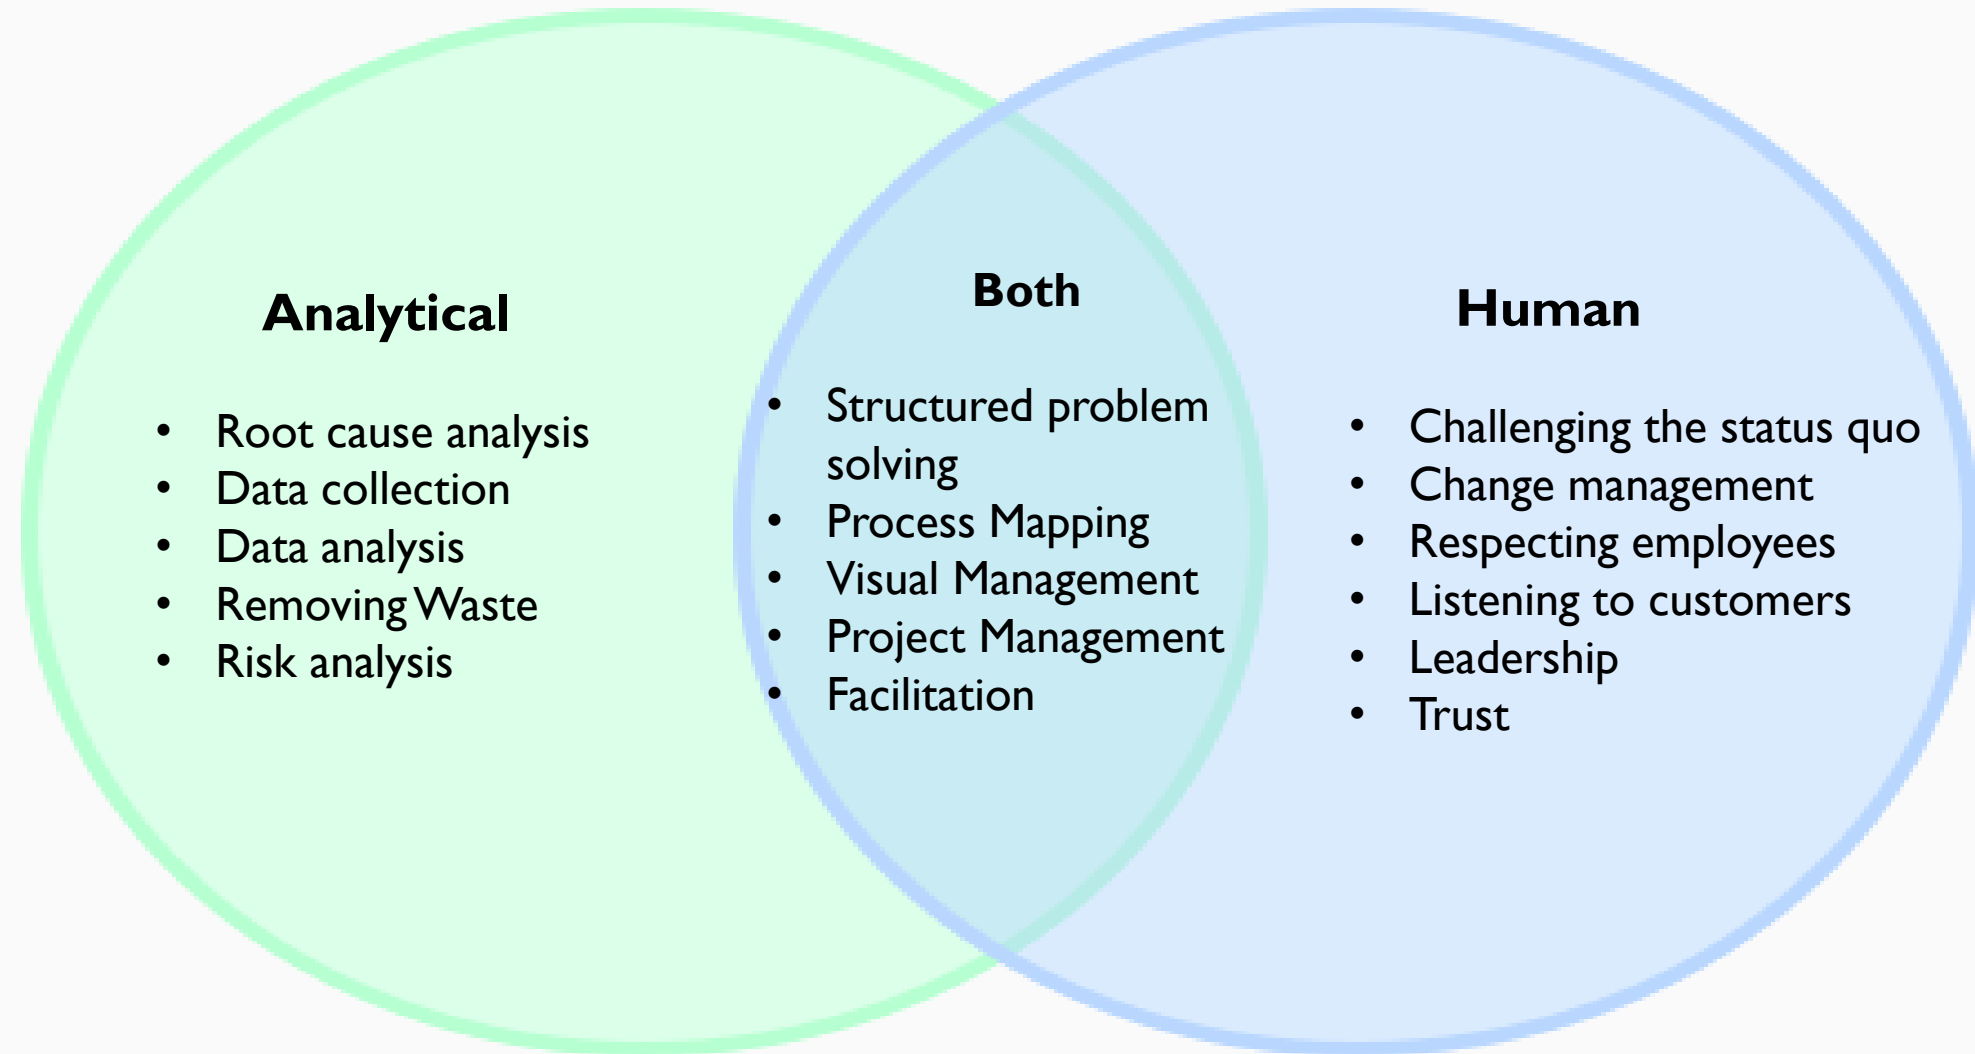 Analytical
• Root cause analysis
• Data collection
• Data analysis
• Removing Waste
• Risk analysis
Both
• Structured problem
solving
• Process Mapping
• Visual Management
• Project Management
• Facilitation
Human
• Challenging the status quo
• Change management
• Respecting employees
• Listening to customers
• Leadership
• Trust